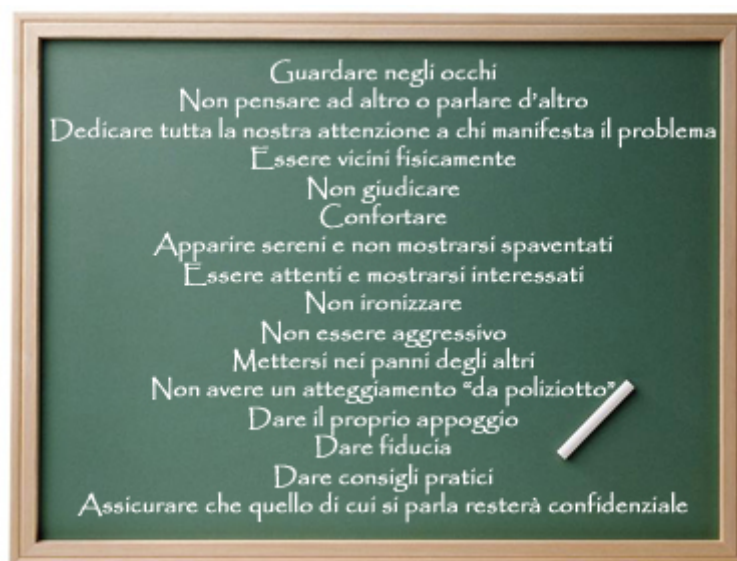 Guardare negli occhi
Non pensare ad altro o parlare d'altro
Dedicare tutta la nostra attenzione a chi manifesta il problema
Essere vicini fisicamente
Non giudicare
Confortare
Apparire sereni e non mostrarsi spaventati
Essere attenti e mostrarsi interessati
Non ironizzare
Non essere aggressivo
Mettersi nei panni degli altri
Non avere un atteggiamento "da poliziotto"
Dare il proprio appoggio
Dare fiducia
Dare consigli pratici
Assicurare che quello di cui si parla resterà confidenziale